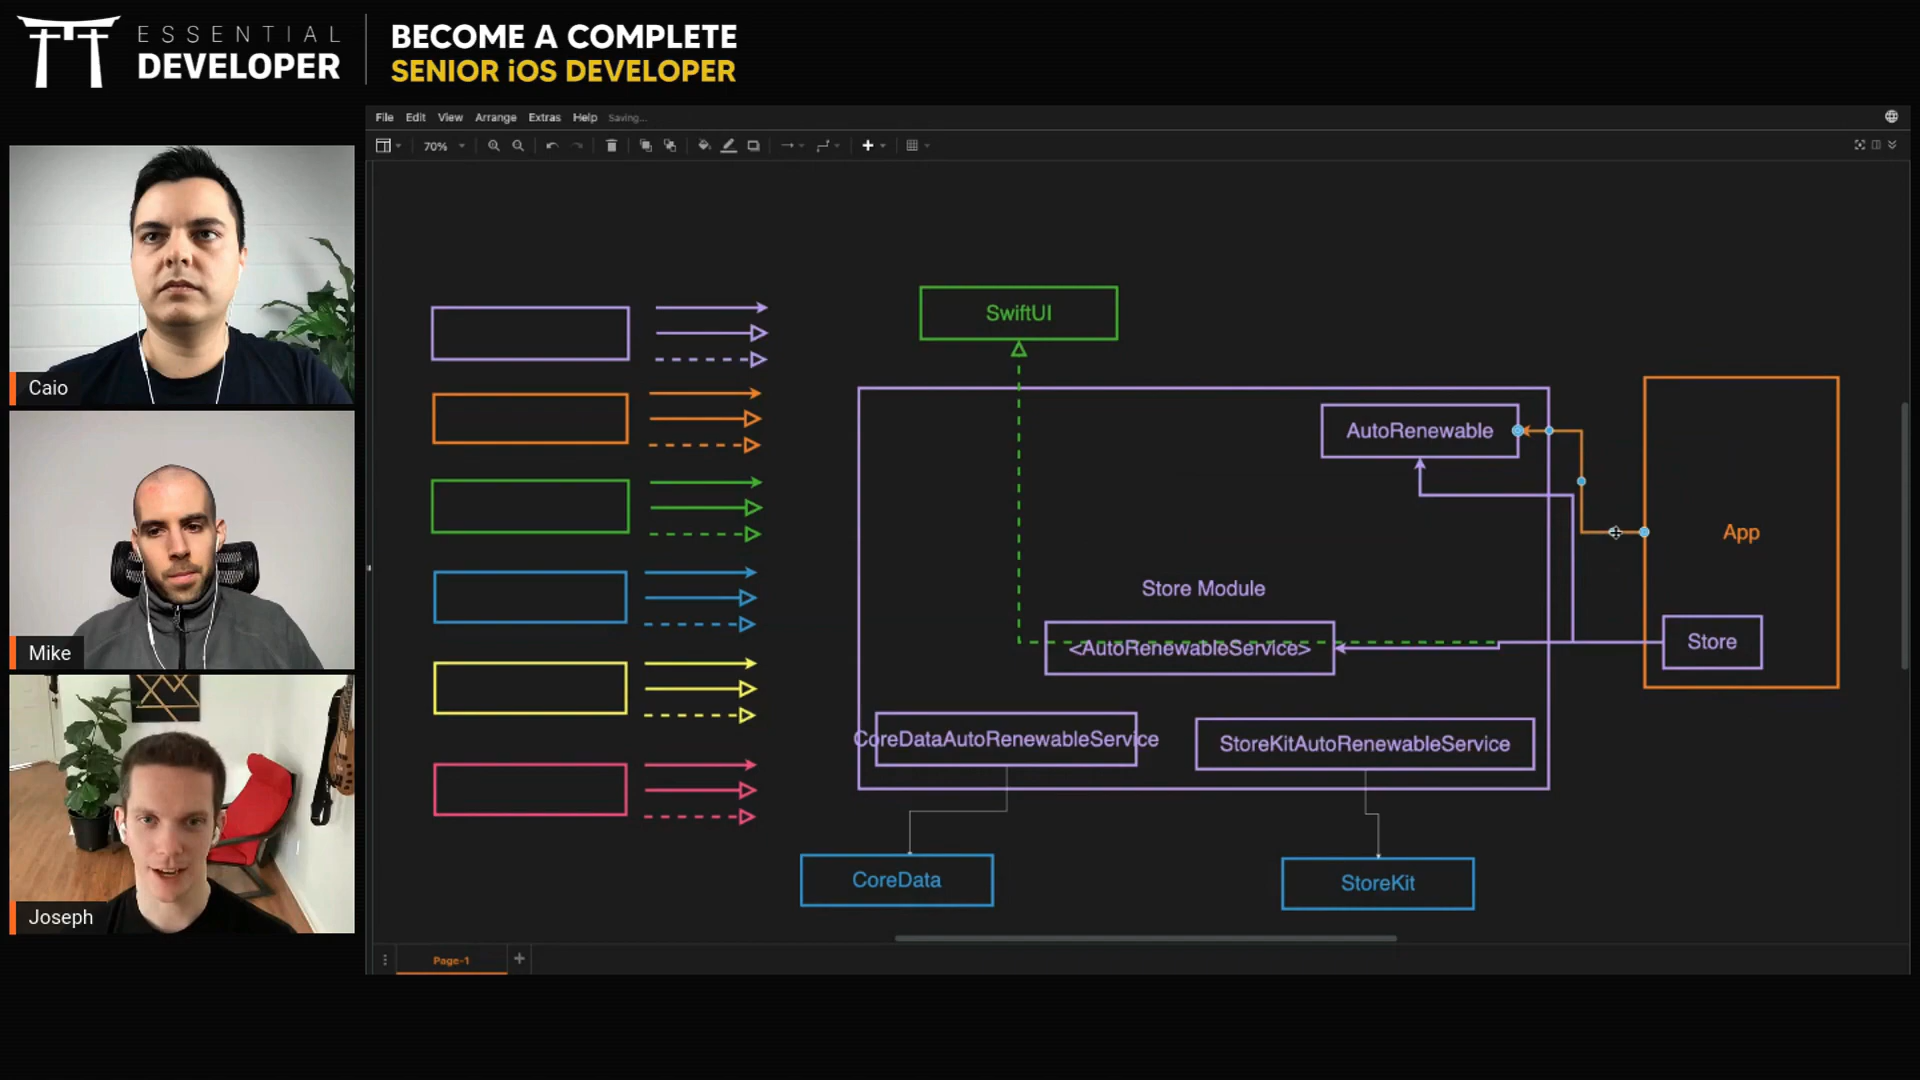 ESSENTIAL
DEVELOPER
BECOME A COMPLETE
SENIOR iOS DEVELOPER
File Edit View Arrange Extras Help Saving...
70%
Caio
Mike
Joseph
SwiftUI
AutoRenewable
App
Store Module
<AutoRenewableService>
Store
CoreDataAutoRenewableService
StoreKitAutoRenewableService
CoreData
StoreKit
Page-1